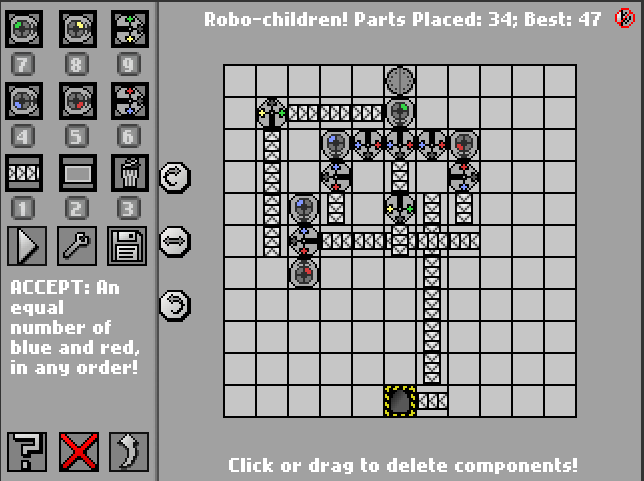 Robo-children! Parts Placed: 34; Best: 47
7 8 9
4 5 6
1 2 3
ACCEPT: An
equal
number of
blue and red,
in any order!
?
Click or drag to delete components!